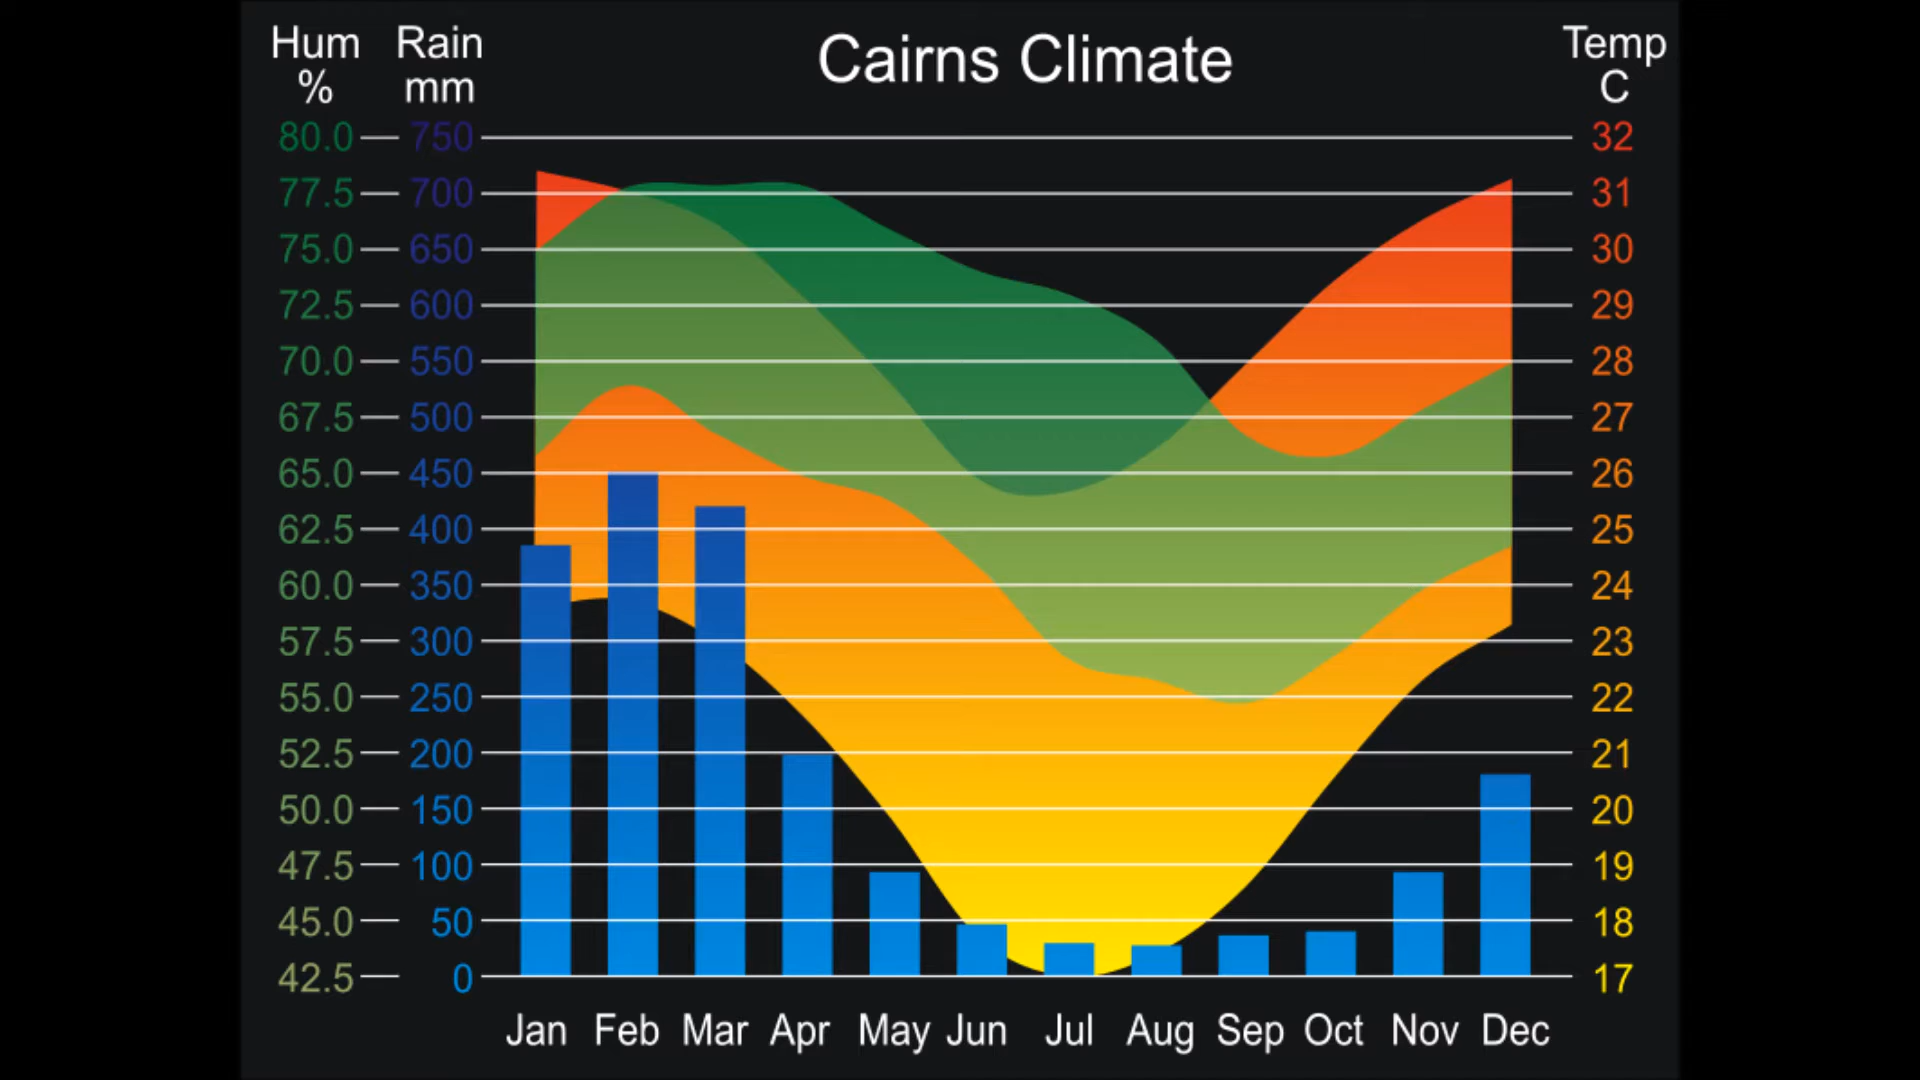 Cairns Climate
Hum Rain Temp
% mm C
80.0 750 32
77.5 700 31
75.0 650 30
72.5 600 29
70.0 550 28
67.5 500 27
65.0 450 26
62.5 400 25
60.0 350 24
57.5 300 23
55.0 250 22
52.5 200 21
50.0 150 20
47.5 100 19
45.0 50 18
42.5 0 17
Jan Feb Mar Apr May Jun Jul Aug Sep Oct Nov Dec